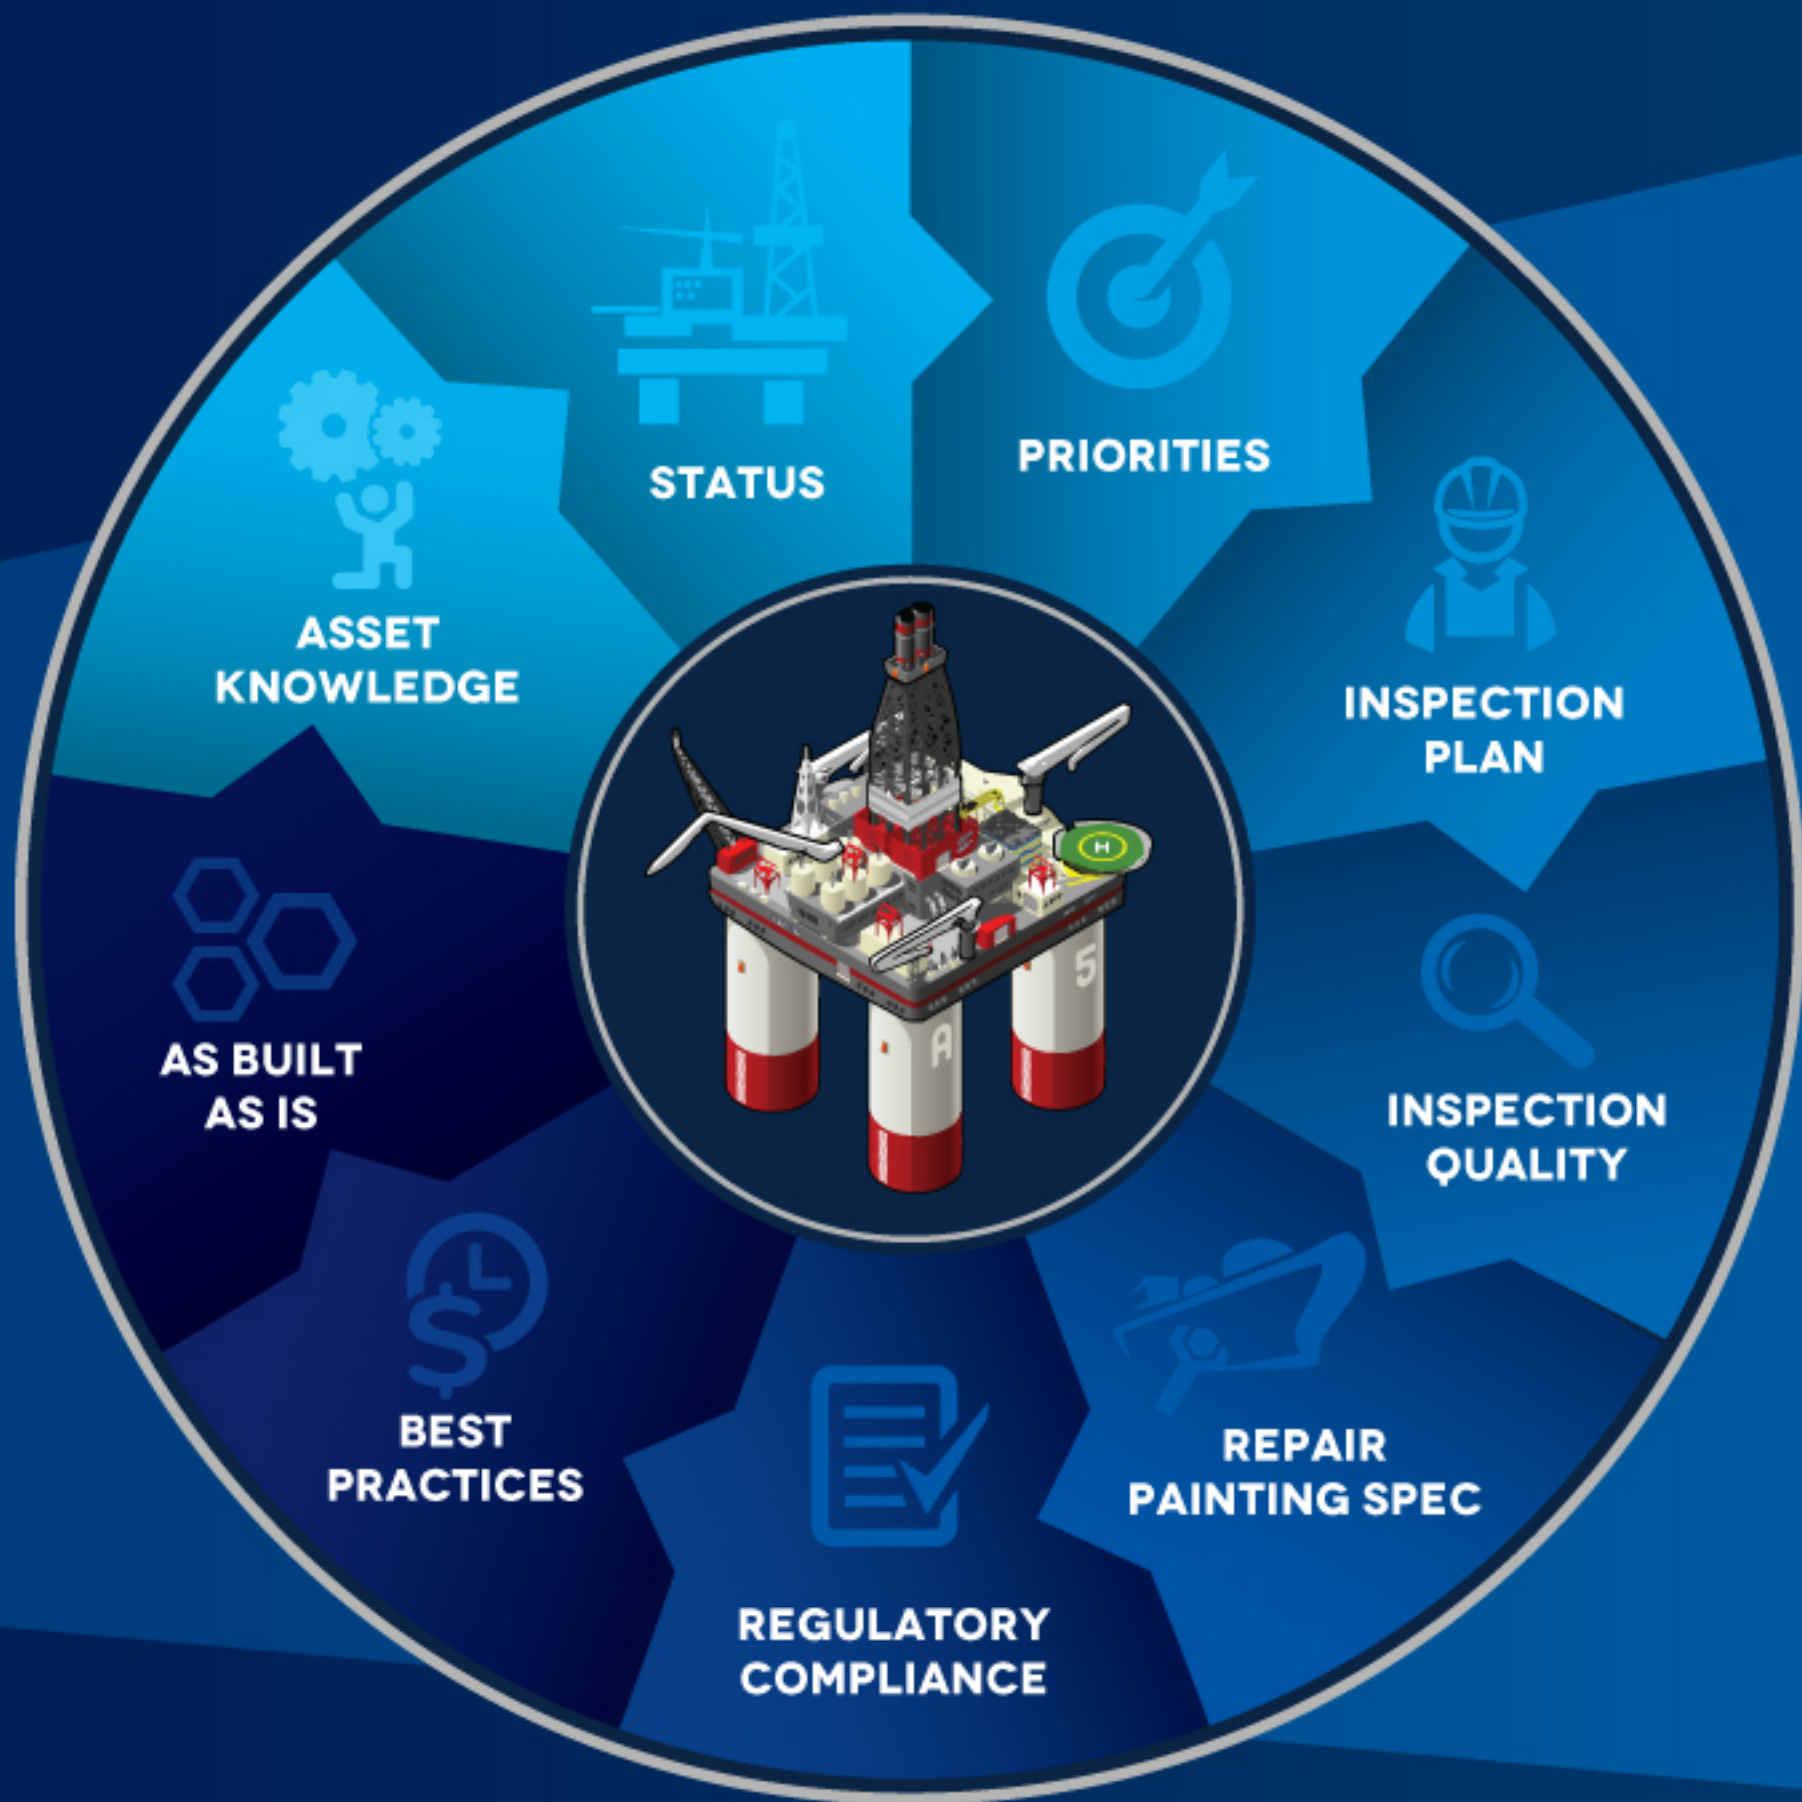 STATUS
PRIORITIES
INSPECTION
PLAN
INSPECTION
QUALITY
REPAIR
PAINTING SPEC
REGULATORY
COMPLIANCE
BEST
PRACTICES
AS BUILT
AS IS
ASSET
KNOWLEDGE
H
5
A